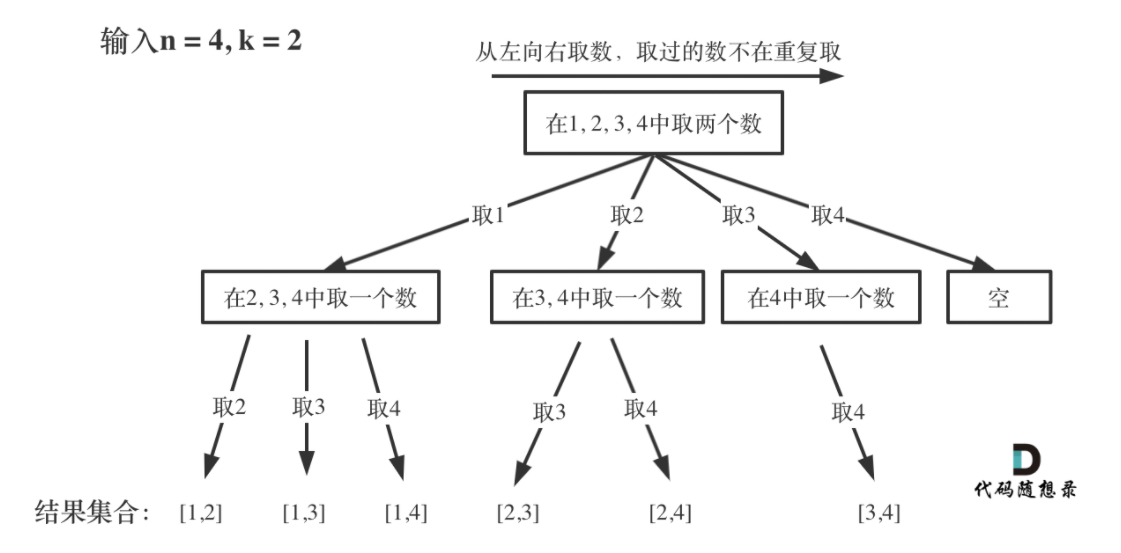 输入n = 4, k = 2
从左向右取数，取过的数不在重复取
在1, 2, 3, 4中取两个数
取1
取2
取3
取4
在2, 3, 4中取一个数
在3, 4中取一个数
在4中取一个数
空
取2
取3
取4
取3
取4
取4
代码随想录
结果集合： [1,2] [1,3] [1,4] [2,3] [2,4] [3,4]